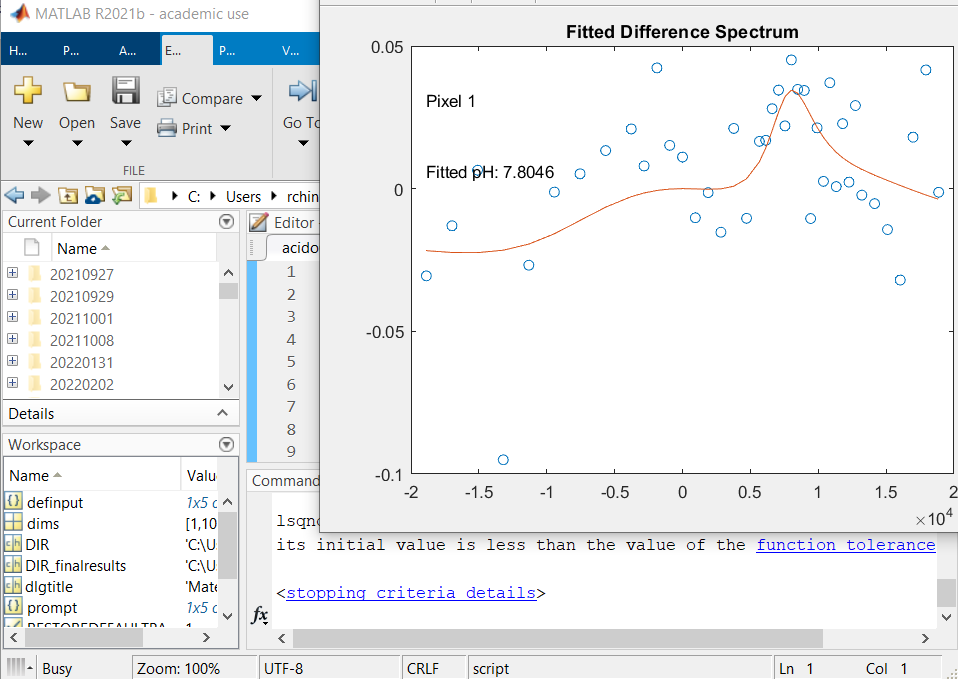 MATLAB R2021b - academic use
H...
P...
A...
E...
P...
V...
New
Open
Save
Compare
Print
Go To
FILE
C:
Users
rchin
Current Folder
Name
20210927
20210929
20211001
20211008
20220131
20220202
Details
Workspace
Name
Value
definput
1x5 c
dims
[1,10
DIR
'C:\U
DIR_finalresults
'C:\U
dlgtitle
'Mate
prompt
1x5 c
Editor -
acido
1
2
3
4
5
6
7
8
9
Command
lsqn
its initial value is less than the value of the function tolerance
<stopping criteria details>
fx
Fitted Difference Spectrum
Pixel 1
Fitted pH: 7.8046
0.05
0
-0.05
-0.1
-2
-1.5
-1
-0.5
0
0.5
1
1.5
2
×10^4
Busy
Zoom: 100%
UTF-8
CRLF
script
Ln 1
Col 1